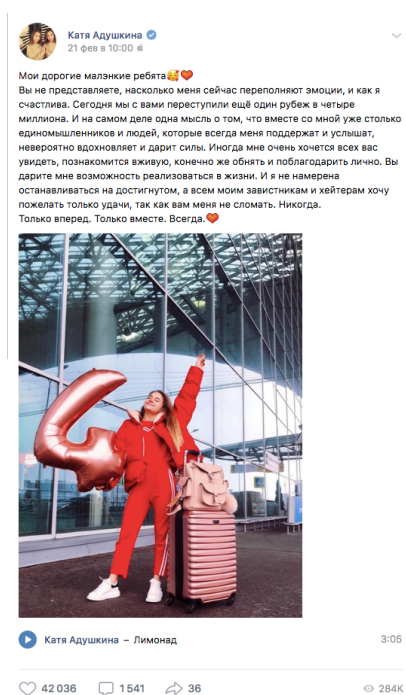 Катя Адушкина
21 фев в 10:00
Мои дорогие малэнкие ребята🥰❤️
Вы не представляете, насколько меня сейчас переполняют эмоции, и как я
счастлива. Сегодня мы с вами переступили ещё один рубеж в четыре
миллиона. И на самом деле одна мысль о том, что вместе со мной уже столько
единомышленников и людей, которые всегда меня поддержат и услышат,
невероятно вдохновляет и дарит силы. Иногда мне очень хочется всех вас
увидеть, познакомится вживую, конечно же обнять и поблагодарить лично. Вы
дарите мне возможность реализоваться в жизни. И я не намерена
останавливаться на достигнутом, а всем моим завистникам и хейтерам хочу
пожелать только удачи, так как вам меня не сломать. Никогда.
Только вперед. Только вместе. Всегда.❤️
4
Катя Адушкина – Лимонад 3:05
42 036 1 541 36 284K